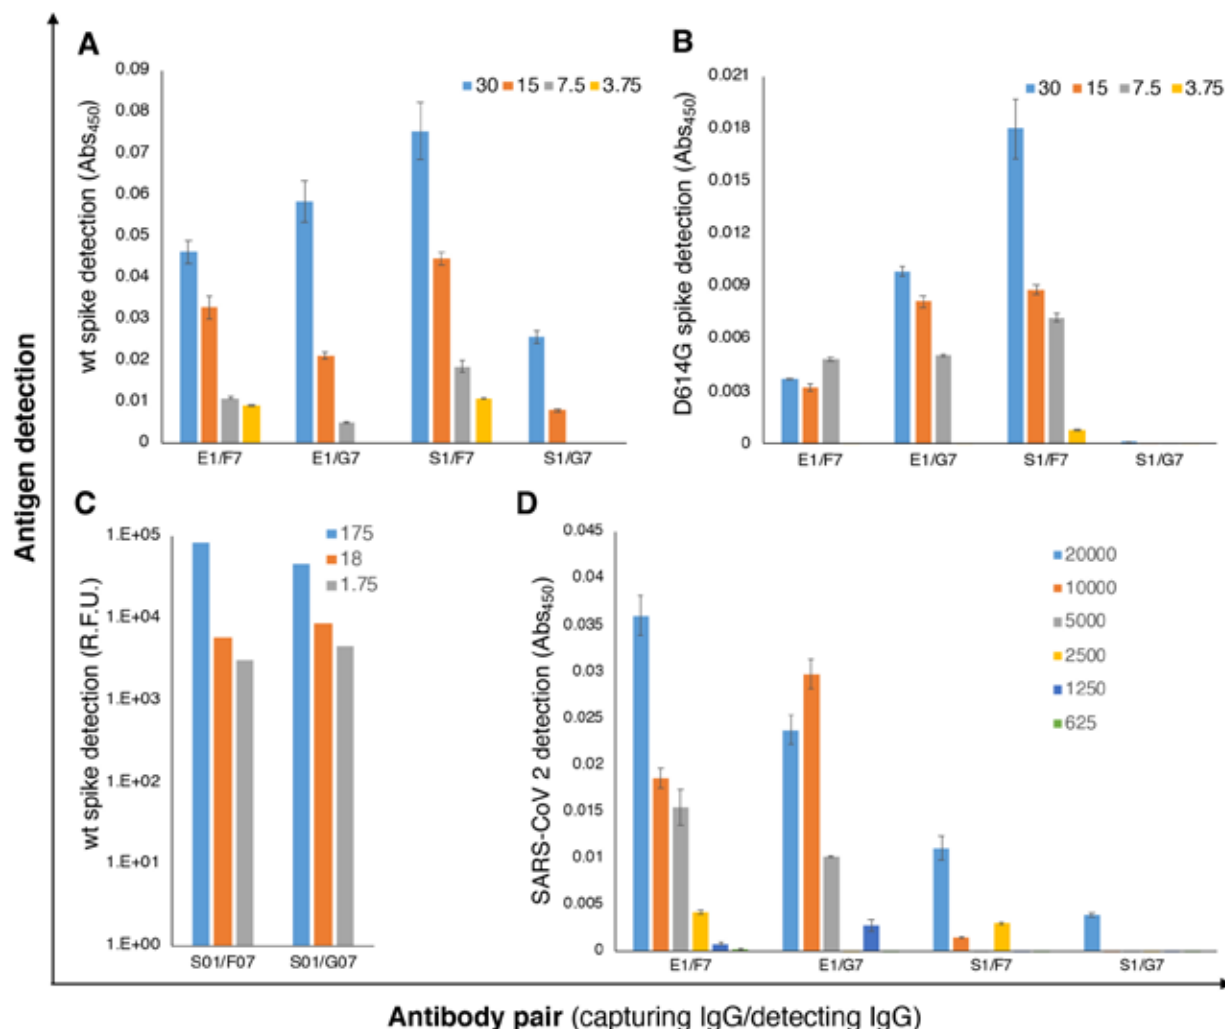 Antigen detection
A
wt spike detection (Abs450)
0.09
0.08
0.07
0.06
0.05
0.04
0.03
0.02
0.01
0
30 15 7.5 3.75
E1/F7 E1/G7 S1/F7 S1/G7
B
D614G spike detection (Abs450)
0.021
0.018
0.015
0.012
0.009
0.006
0.003
0
30 15 7.5 3.75
E1/F7 E1/G7 S1/F7 S1/G7
C
wt spike detection (R.F.U.)
1.E+05
1.E+04
1.E+03
1.E+02
1.E+01
1.E+00
175
18
1.75
S01/F07 S01/G07
D
SARS-CoV 2 detection (Abs450)
0.045
0.04
0.035
0.03
0.025
0.02
0.015
0.01
0.005
0
20000
10000
5000
2500
1250
625
E1/F7 E1/G7 S1/F7 S1/G7
Antibody pair (capturing IgG/detecting IgG)